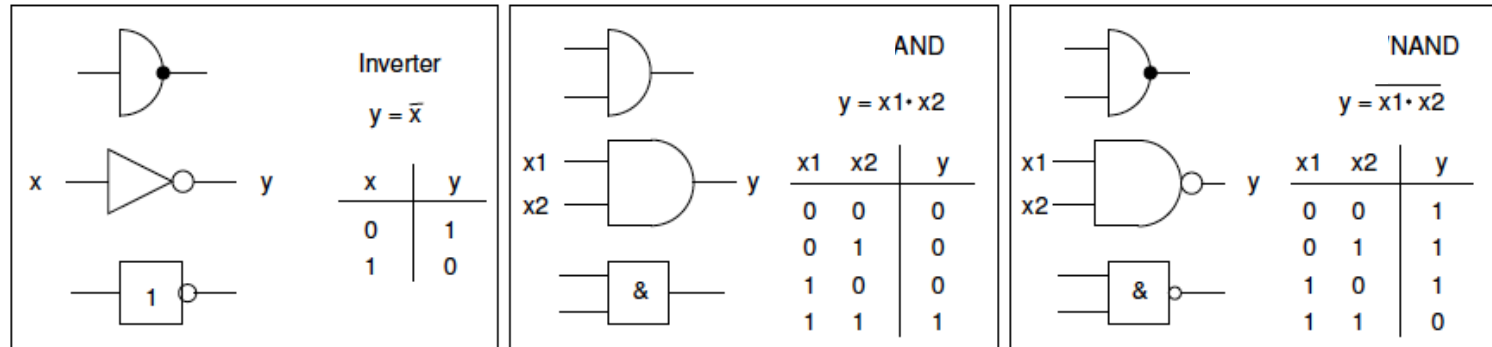 Inverter
y = x̄
x y
x y
0 1
1 0
1
AND
y = x1· x2
x1
x2
y
x1 x2 y
0 0 0
0 1 0
1 0 0
1 1 1
&
'NAND
y = x̅1̅·̅ ̅x̅2̅
x1
x2
y
x1 x2 y
0 0 1
0 1 1
1 0 1
1 1 0
&